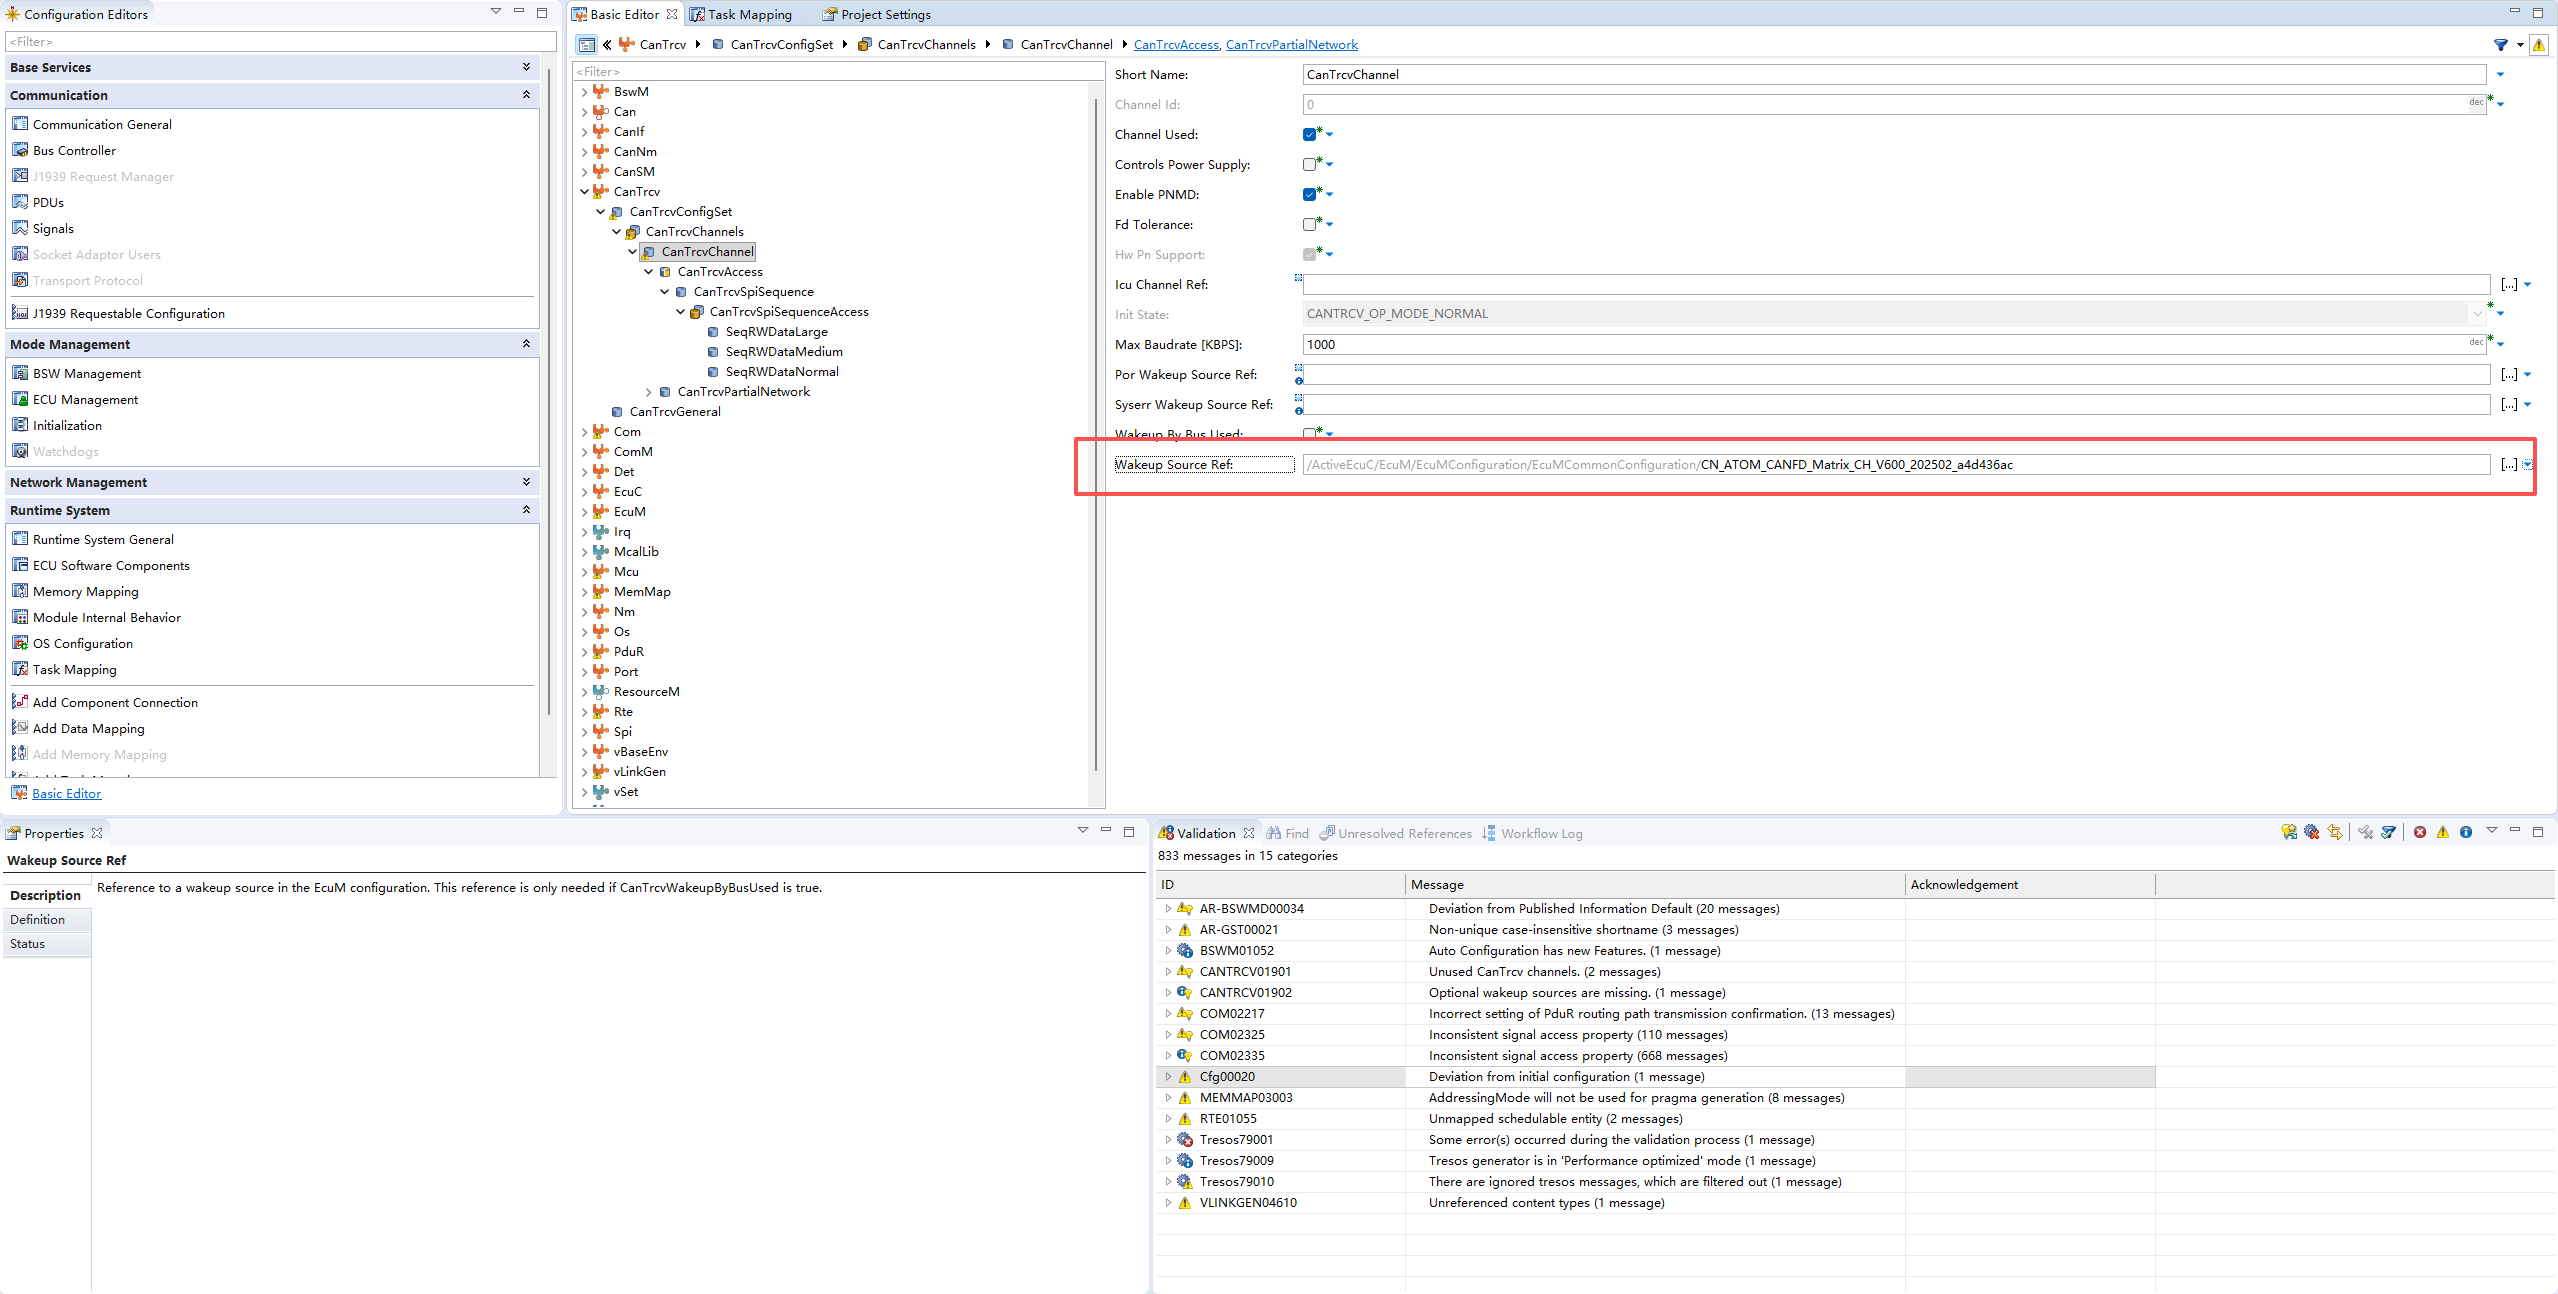 Configuration Editors
<Filter>
Base Services
Communication
Communication General
Bus Controller
J1939 Request Manager
PDUs
Signals
Socket Adaptor Users
Transport Protocol
J1939 Requestable Configuration
Mode Management
BSW Management
ECU Management
Initialization
Watchdogs
Network Management
Runtime System
Runtime System General
ECU Software Components
Memory Mapping
Module Internal Behavior
OS Configuration
Task Mapping
Add Component Connection
Add Data Mapping
Add Memory Mapping
Basic Editor
Basic Editor Task Mapping Project Settings
« CanTrcv CanTrcvConfigSet CanTrcvChannels CanTrcvChannel CanTrcvAccess, CanTrcvPartialNetwork
<Filter>
BswM
Can
CanIf
CanNm
CanSM
CanTrcv
CanTrcvConfigSet
CanTrcvChannels
CanTrcvChannel
CanTrcvAccess
CanTrcvSpiSequence
CanTrcvSpiSequenceAccess
SeqRWDataLarge
SeqRWDataMedium
SeqRWDataNormal
CanTrcvPartialNetwork
CanTrcvGeneral
Com
ComM
Det
EcuC
EcuM
Irq
McalLib
Mcu
MemMap
Nm
Os
PduR
Port
ResourceM
Rte
Spi
vBaseEnv
vLinkGen
vSet
Short Name: CanTrcvChannel
Channel Id: 0 dec
Channel Used:
Controls Power Supply:
Enable PNMD:
Fd Tolerance:
Hw Pn Support:
Icu Channel Ref: [...]
Init State: CANTRCV_OP_MODE_NORMAL
Max Baudrate [KBPS]: 1000 dec
Por Wakeup Source Ref: [...]
Syserr Wakeup Source Ref: [...]
Wakeup By Bus Used:
Wakeup Source Ref: /ActiveEcuC/EcuM/EcuMConfiguration/EcuMCommonConfiguration/CN_ATOM_CANFD_Matrix_CH_V600_202502_a4d436ac [...]
Properties
Wakeup Source Ref
Description
Definition
Status
Reference to a wakeup source in the EcuM configuration. This reference is only needed if CanTrcvWakeupByBusUsed is true.
Validation Find Unresolved References Workflow Log
833 messages in 15 categories
ID Message Acknowledgement
AR-BSWMD00034 Deviation from Published Information Default (20 messages)
AR-GST00021 Non-unique case-insensitive shortname (3 messages)
BSWM01052 Auto Configuration has new Features. (1 message)
CANTRCV01901 Unused CanTrcv channels. (2 messages)
CANTRCV01902 Optional wakeup sources are missing. (1 message)
COM02217 Incorrect setting of PduR routing path transmission confirmation. (13 messages)
COM02325 Inconsistent signal access property (110 messages)
COM02335 Inconsistent signal access property (668 messages)
Cfg00020 Deviation from initial configuration (1 message)
MEMMAP03003 AddressingMode will not be used for pragma generation (8 messages)
RTE01055 Unmapped schedulable entity (2 messages)
Tresos79001 Some error(s) occurred during the validation process (1 message)
Tresos79009 Tresos generator is in 'Performance optimized' mode (1 message)
Tresos79010 There are ignored tresos messages, which are filtered out (1 message)
VLINKGEN04610 Unreferenced content types (1 message)